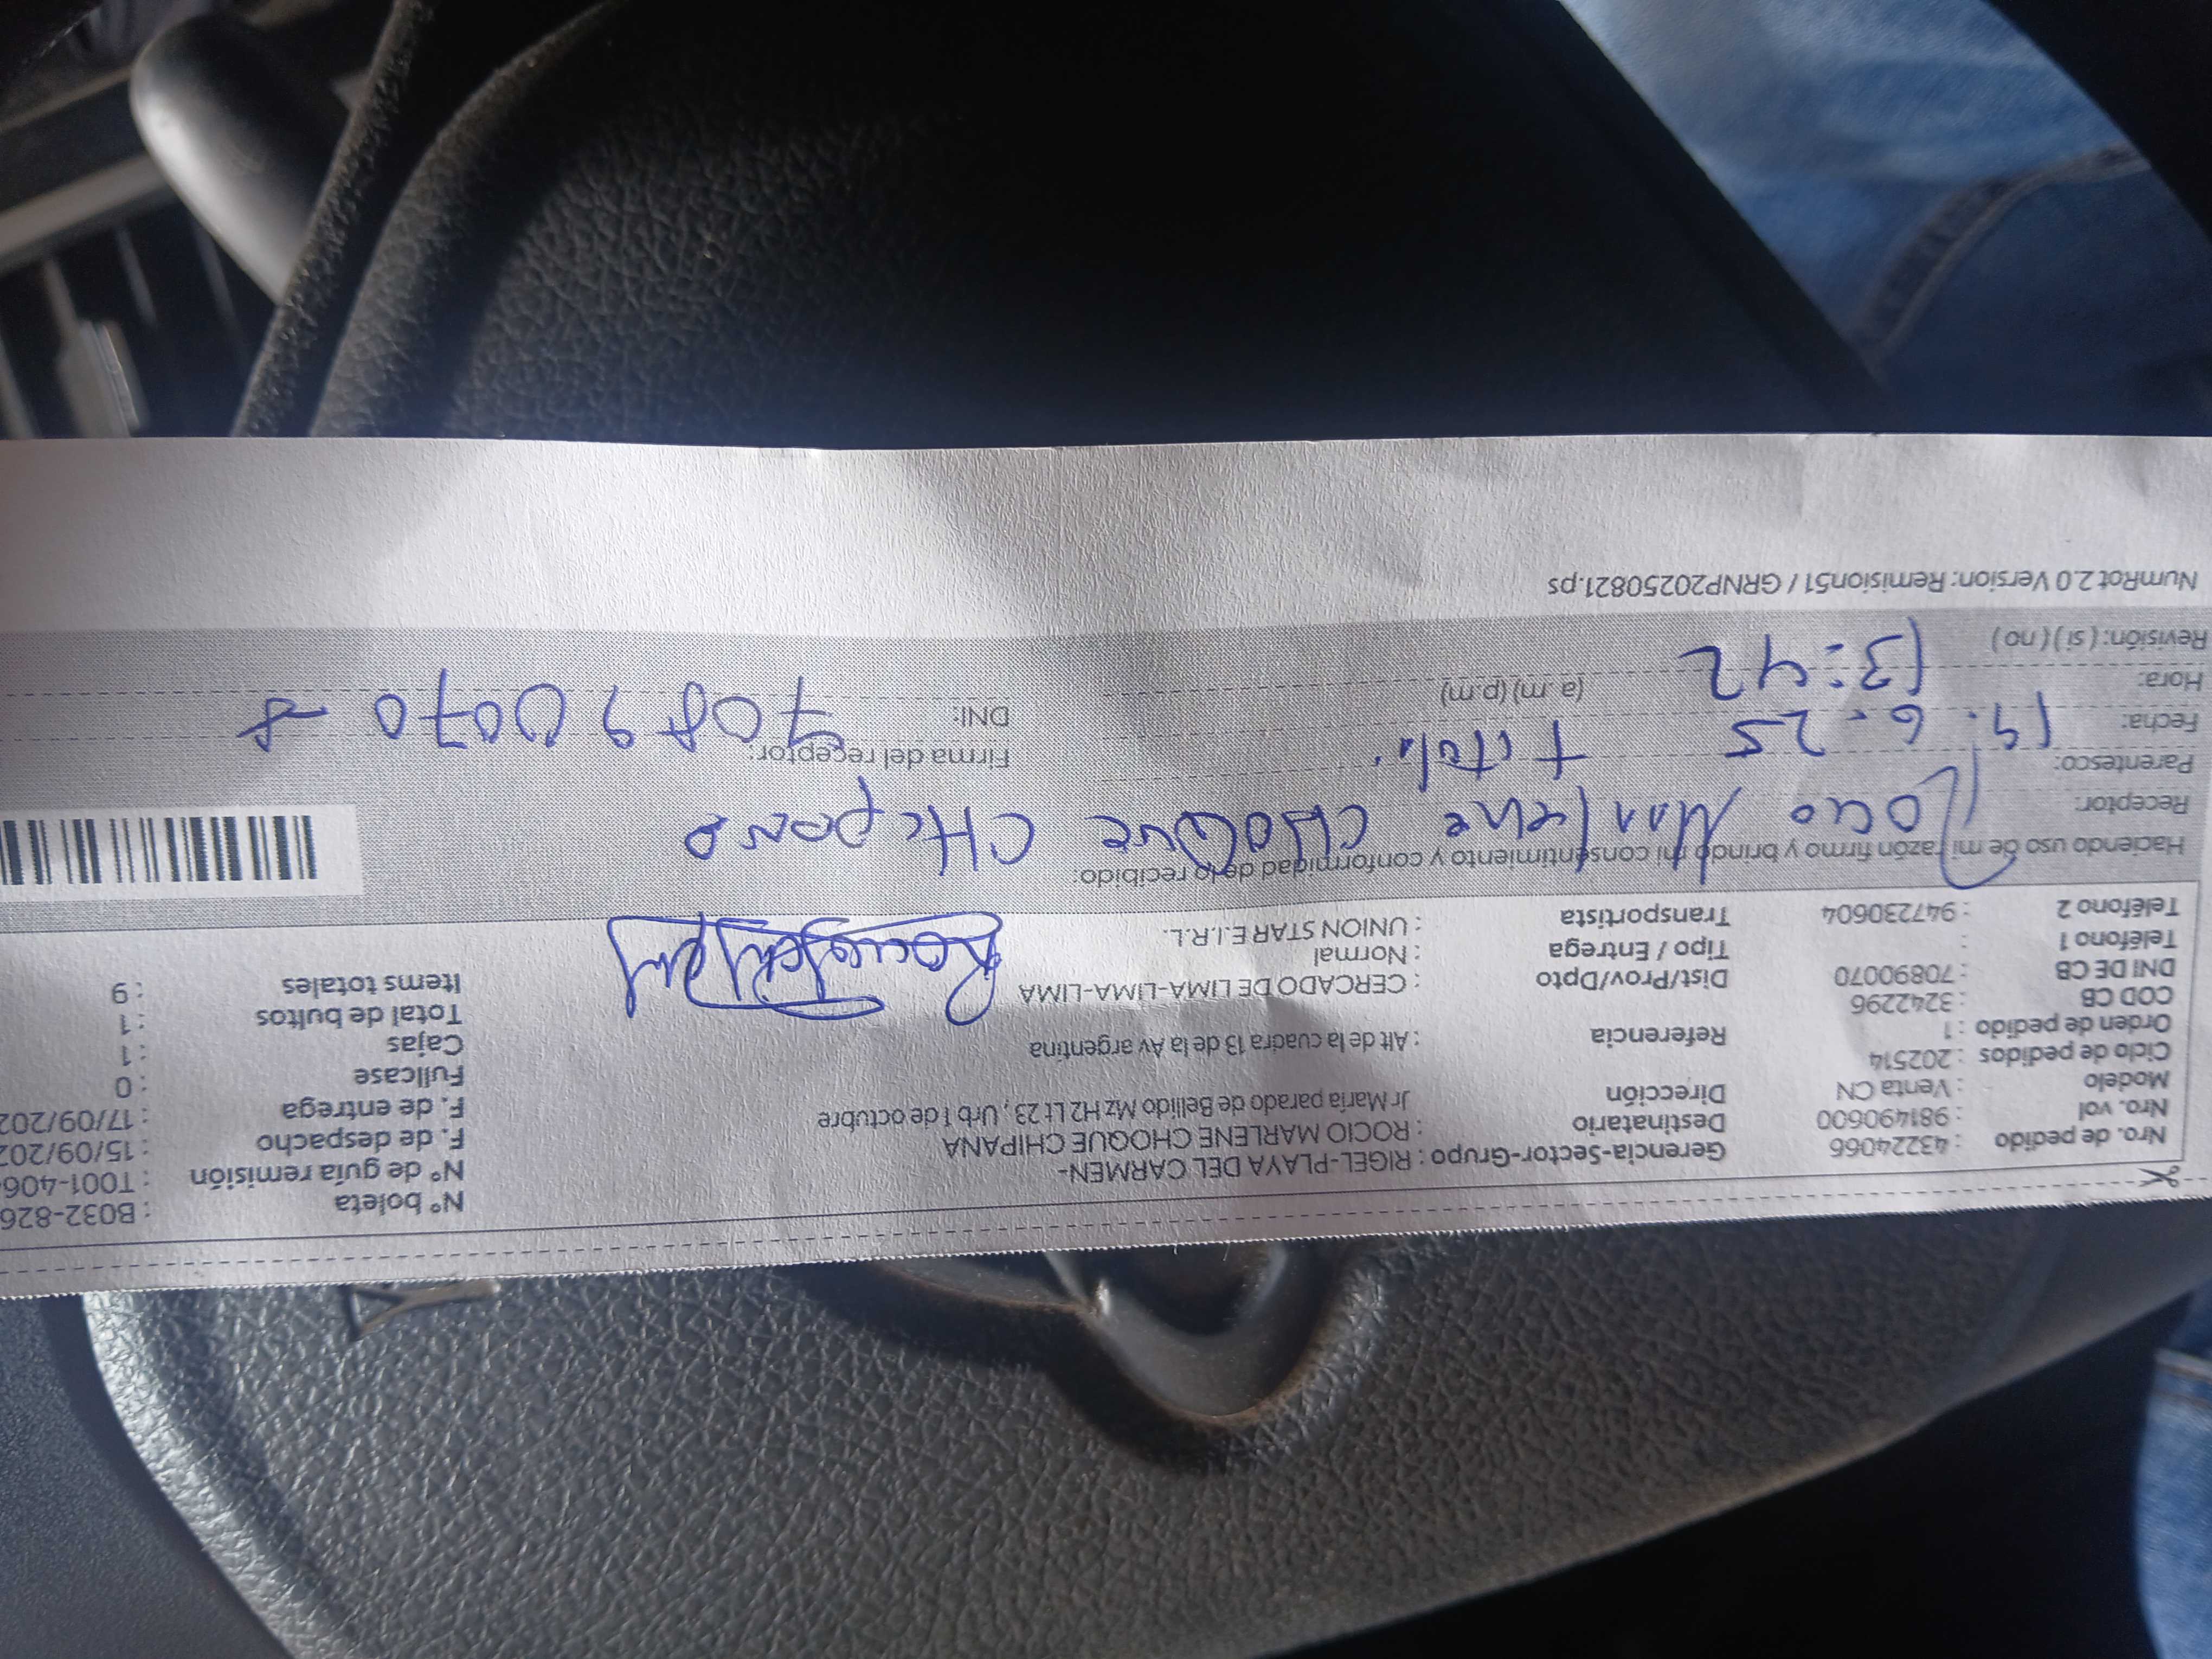 Nro. de pedido : 43224066 Gerencia-Sector-Grupo : RIGEL-PLAYA DEL CARMEN- Nº boleta : B032-826
Nro. vol : 981490600 Destinatario : ROCIO MARLENE CHOQUE CHIPANA Nº de guía remisión : T001-406
Modelo : Venta CN Dirección Jr María parado de Bellido Mz H2 Lt 23, Urb 1 de octubre F. de despacho : 15/09/202
Ciclo de pedidos : 202514 F. de entrega : 17/09/202
Orden de pedido : 1 Referencia : Alt de la cuadra 13 de la Av argentina Fullcase : 0
COD CB : 3242296 Cajas : 1
DNI DE CB : 70890070 Dist/Prov/Dpto : CERCADO DE LIMA-LIMA-LIMA Total de bultos : 1
Teléfono 1 : Tipo / Entrega : Normal Items totales : 9
Teléfono 2 : 947230604 Transportista : UNION STAR E.I.R.L.
Haciendo uso de mi razón firmo y brindo mi consentimiento y conformidad de lo recibido:
Receptor: Rocio Marlene CHOQUE CHipana
Parentesco: Titular Firma del receptor:
Fecha: 25 DNI: 70890070
Hora: 13:42 (a.m) (p.m)
Revisión: ( si ) ( no )
NumRot 2.0 Version: Remision51 / GRNP20250821.ps